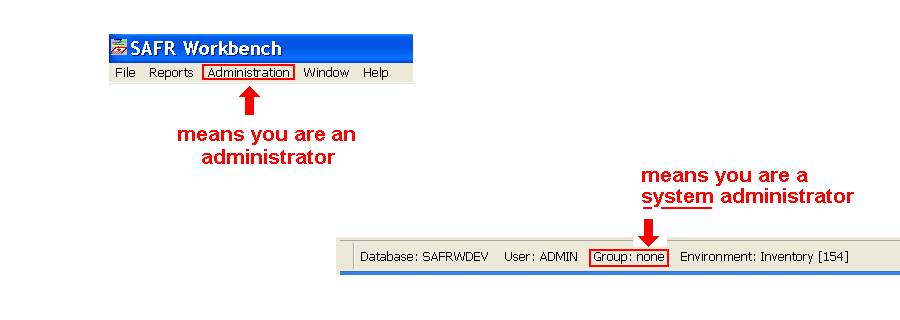 SAFR Workbench
File Reports Administration Window Help
means you are an
administrator
means you are a
system administrator
Database: SAFRWDEV User: ADMIN Group: none Environment: Inventory [154]